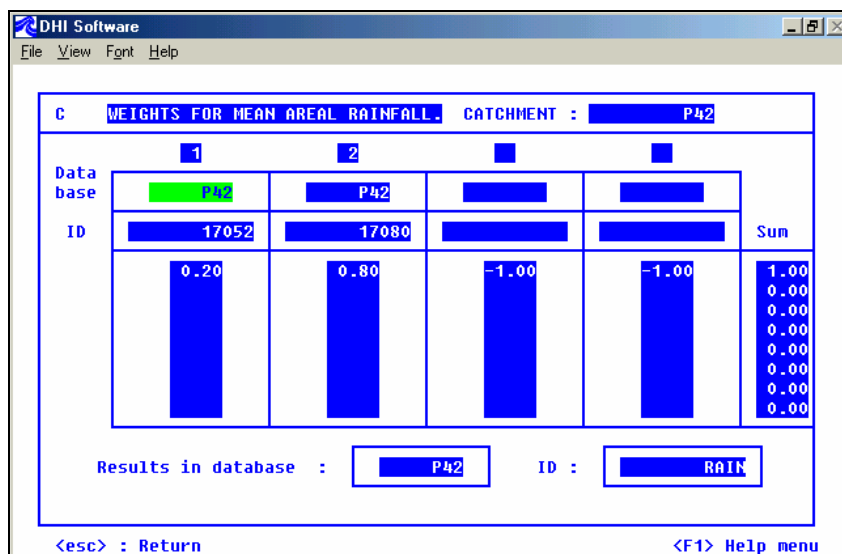 DHI Software
File View Font Help
C WEIGHTS FOR MEAN AREAL RAINFALL. CATCHMENT : P42
1 2
Data
base P42 P42
ID 17052 17080 Sum
0.20 0.80 -1.00 -1.00 1.00
0.00
0.00
0.00
0.00
0.00
0.00
0.00
Results in database : P42 ID : RAIN
<esc> : Return <F1> Help menu